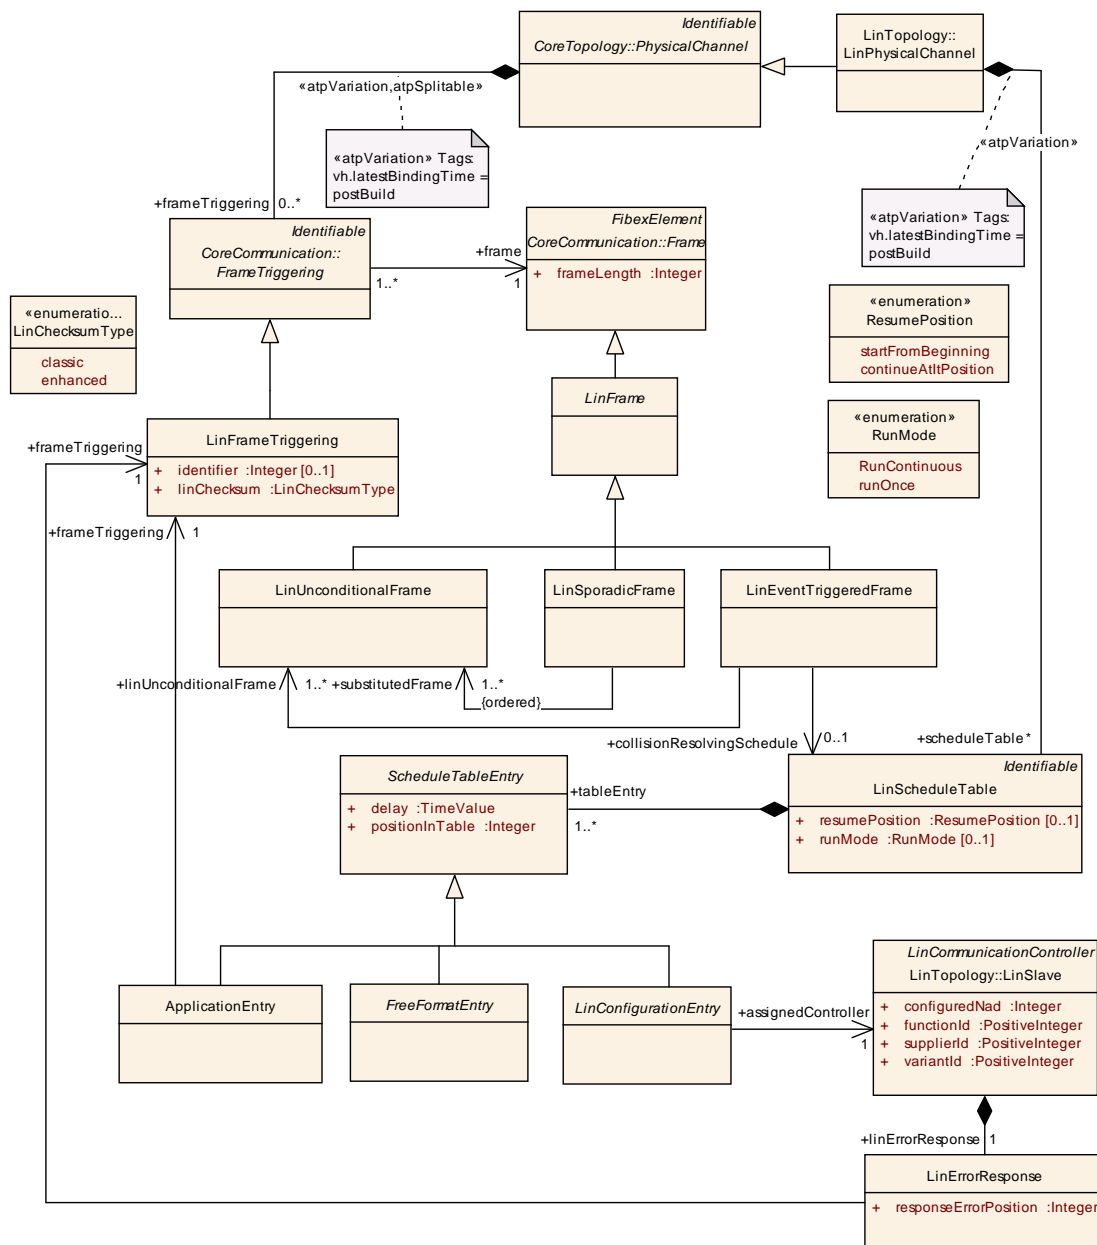 Identifiable
CoreTopology::PhysicalChannel
LinTopology::
LinPhysicalChannel
«atpVariation,atpSplitable»
«atpVariation» Tags:
vh.latestBindingTime =
postBuild
«atpVariation»
«atpVariation» Tags:
vh.latestBindingTime =
postBuild
+frameTriggering 0..*
Identifiable
CoreCommunication::
FrameTriggering
+frame
1..*
1
FibexElement
CoreCommunication::Frame
+ frameLength :Integer
«enumeratio...
LinChecksumType
classic
enhanced
«enumeration»
ResumePosition
startFromBeginning
continueAtItPosition
LinFrame
«enumeration»
RunMode
RunContinuous
runOnce
+frameTriggering
1
LinFrameTriggering
+ identifier :Integer [0..1]
+ linChecksum :LinChecksumType
+frameTriggering 1
LinUnconditionalFrame
LinSporadicFrame
LinEventTriggeredFrame
+linUnconditionalFrame 1..*
+substitutedFrame 1..*
{ordered}
+collisionResolvingSchedule 0..1
+scheduleTable *
ScheduleTableEntry
+ delay :TimeValue
+ positionInTable :Integer
+tableEntry
1..*
Identifiable
LinScheduleTable
+ resumePosition :ResumePosition [0..1]
+ runMode :RunMode [0..1]
ApplicationEntry
FreeFormatEntry
LinConfigurationEntry
+assignedController
1
LinCommunicationController
LinTopology::LinSlave
+ configuredNad :Integer
+ functionId :PositiveInteger
+ supplierId :PositiveInteger
+ variantId :PositiveInteger
+linErrorResponse 1
LinErrorResponse
+ responseErrorPosition :Integer